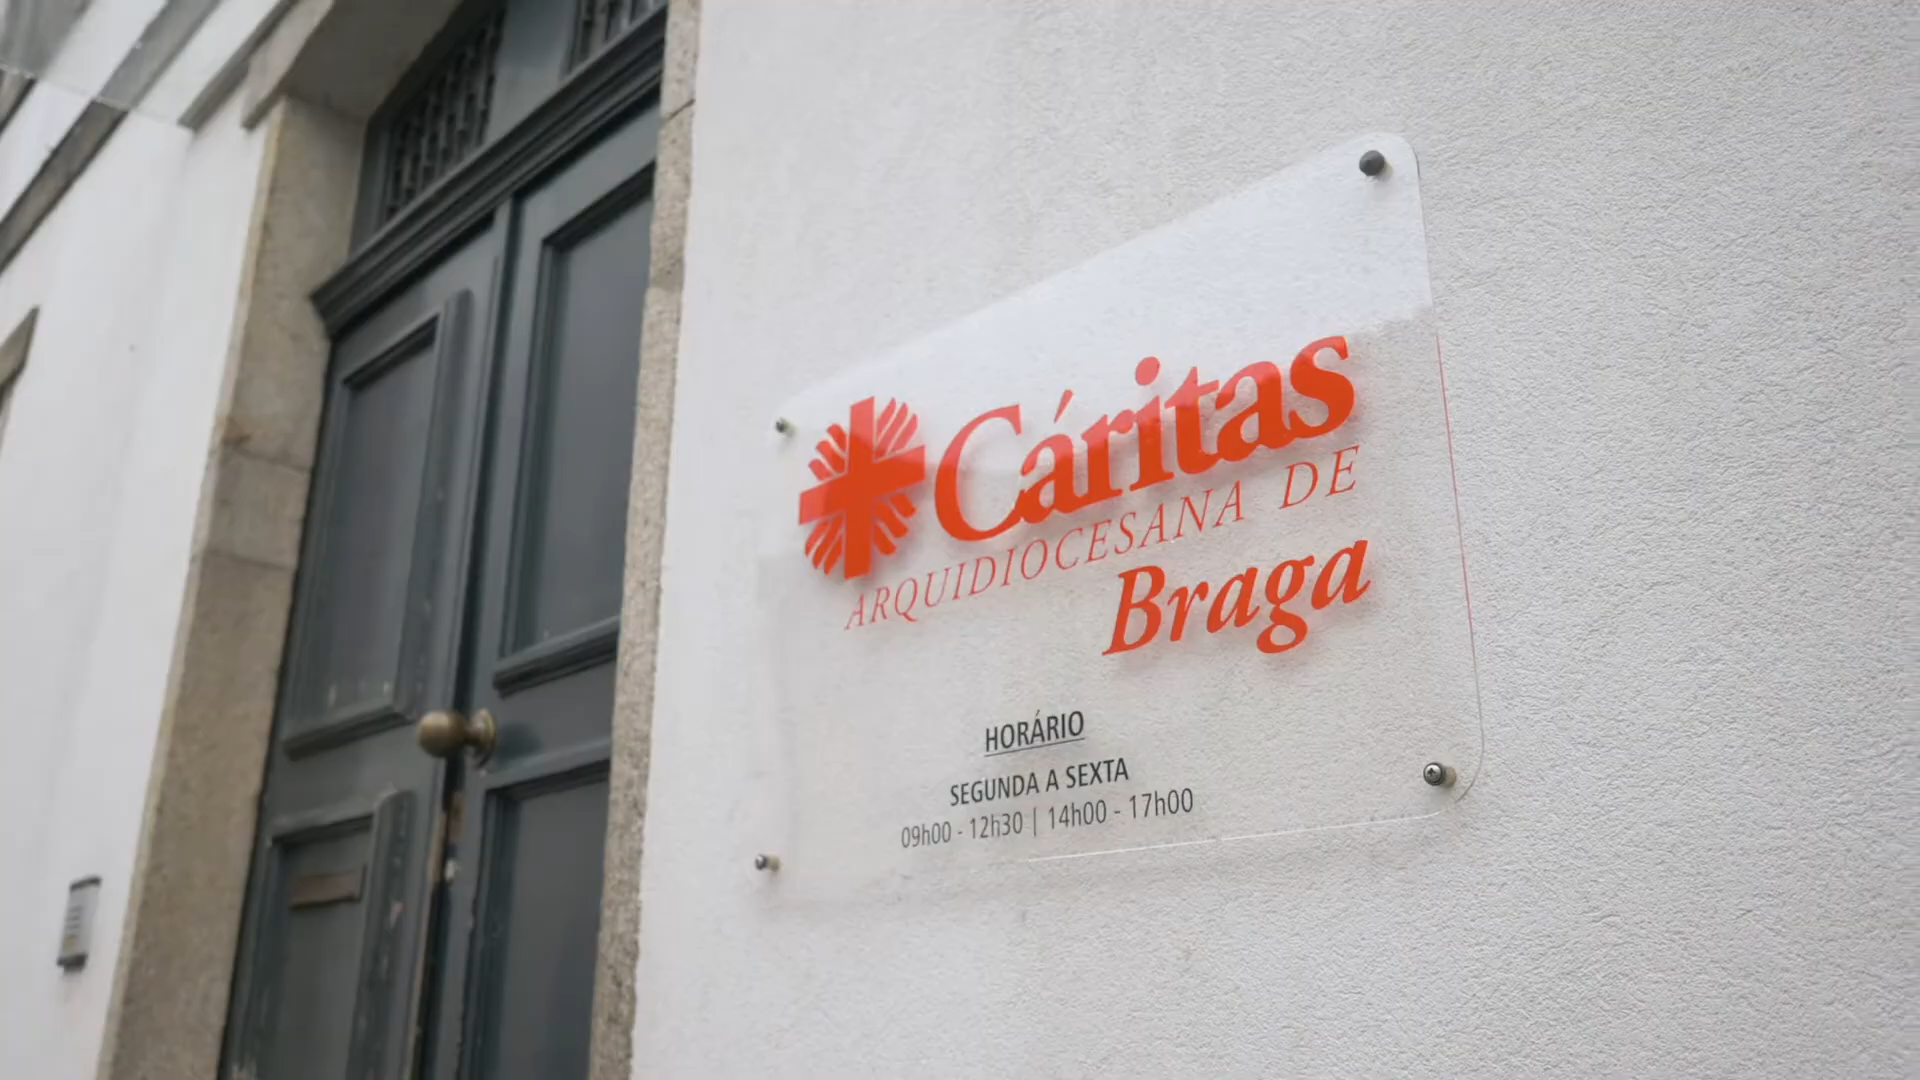 Cáritas
ARQUIDIOCESANA DE
Braga
HORÁRIO
SEGUNDA A SEXTA
09h00 - 12h30 | 14h00 - 17h00